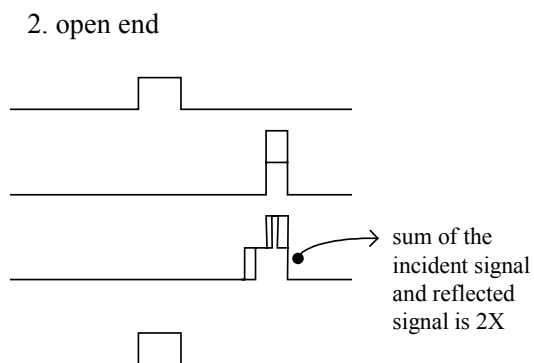 2. open end
sum of the
incident signal
and reflected
signal is 2X